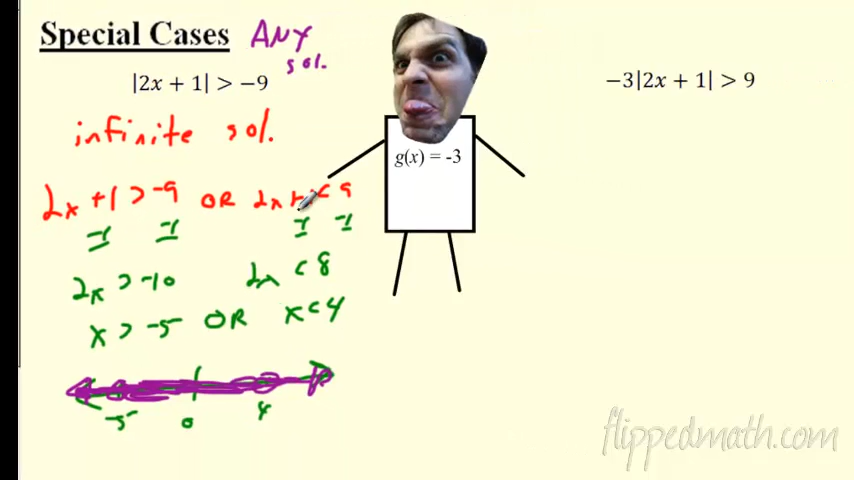 Special Cases ANY sol.
|2x + 1| > −9
−3|2x + 1| > 9
infinite sol.
g(x) = -3
2x +1 > -9 OR 2x + < 9
-1 -1 -1 -1
2x > -10 2x < 8
x > -5 OR x < 4
-5 0 4
flippedmath.com